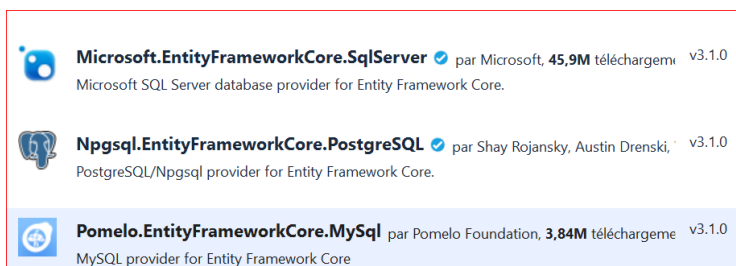 Microsoft.EntityFrameworkCore.SqlServer par Microsoft, 45,9M téléchargeme v3.1.0
Microsoft SQL Server database provider for Entity Framework Core.
Npgsql.EntityFrameworkCore.PostgreSQL par Shay Rojansky, Austin Drenski, v3.1.0
PostgreSQL/Npgsql provider for Entity Framework Core.
Pomelo.EntityFrameworkCore.MySql par Pomelo Foundation, 3,84M téléchargeme v3.1.0
MySQL provider for Entity Framework Core